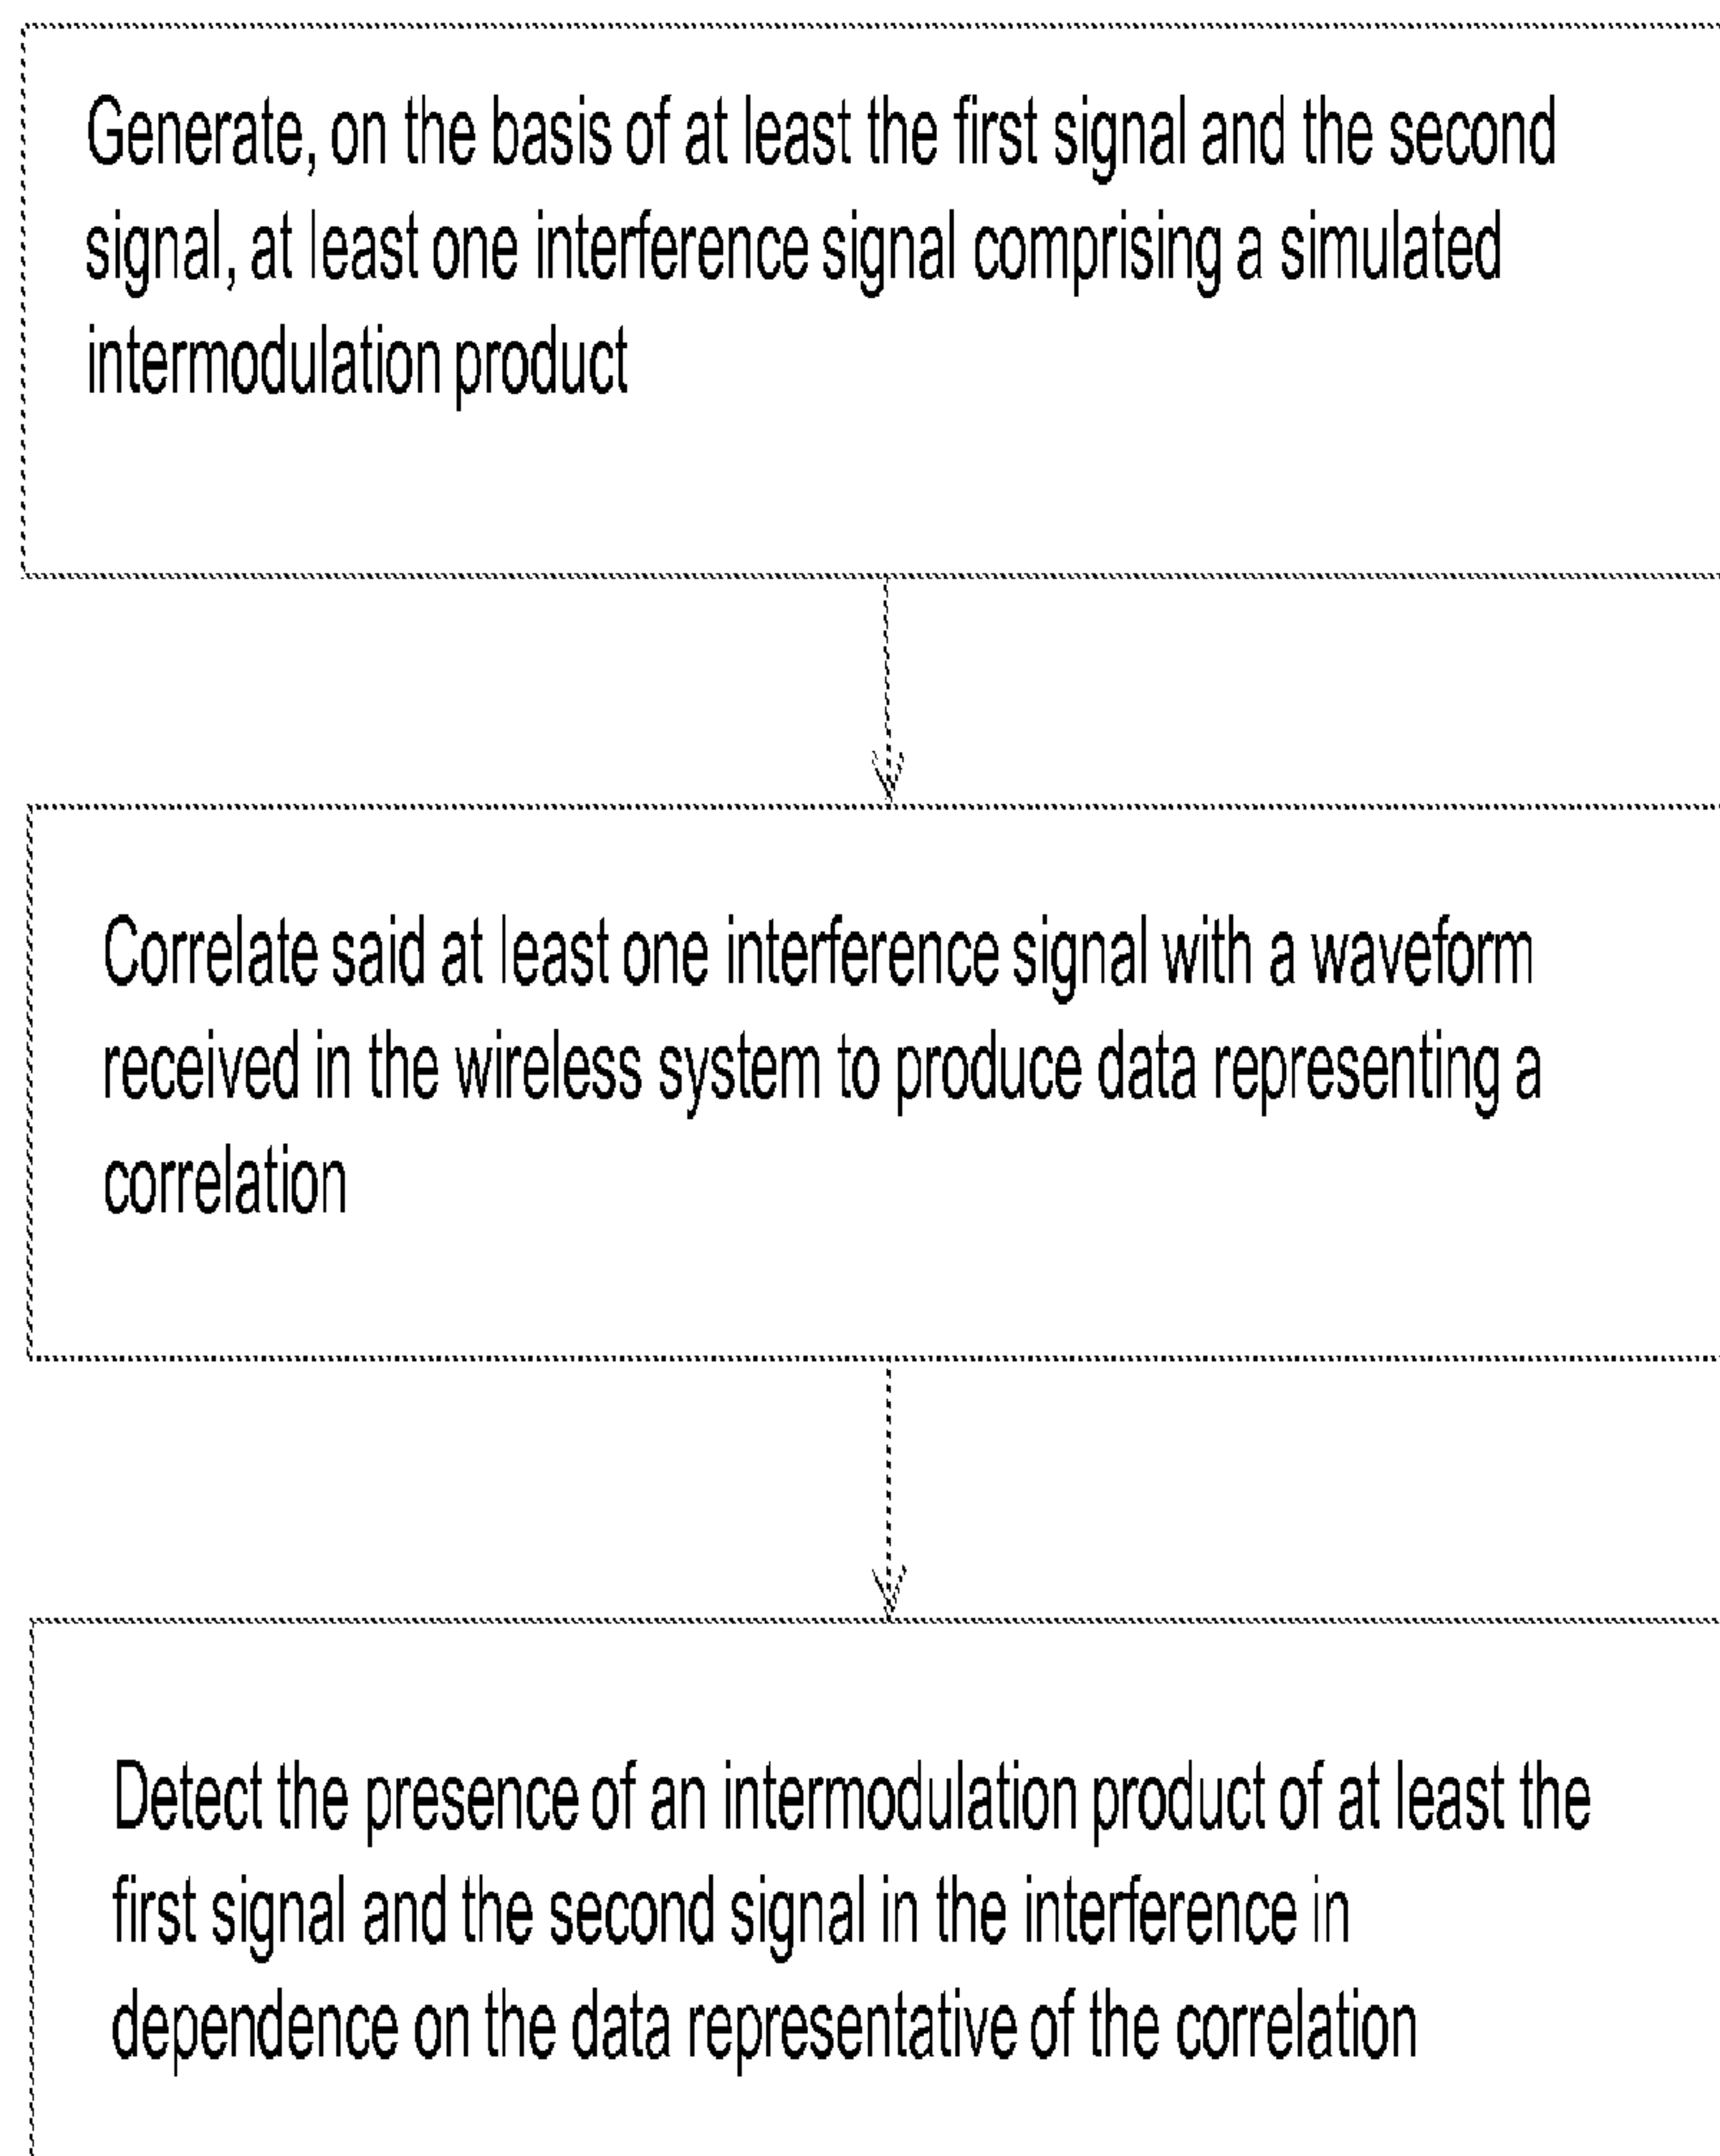 Generate, on the basis of at least the first signal and the second
signal, at least one interference signal comprising a simulated
intermodulation product
Correlate said at least one interference signal with a waveform
received in the wireless system to produce data representing a
correlation
Detect the presence of an intermodulation product of at least the
first signal and the second signal in the interference in
dependence on the data representative of the correlation